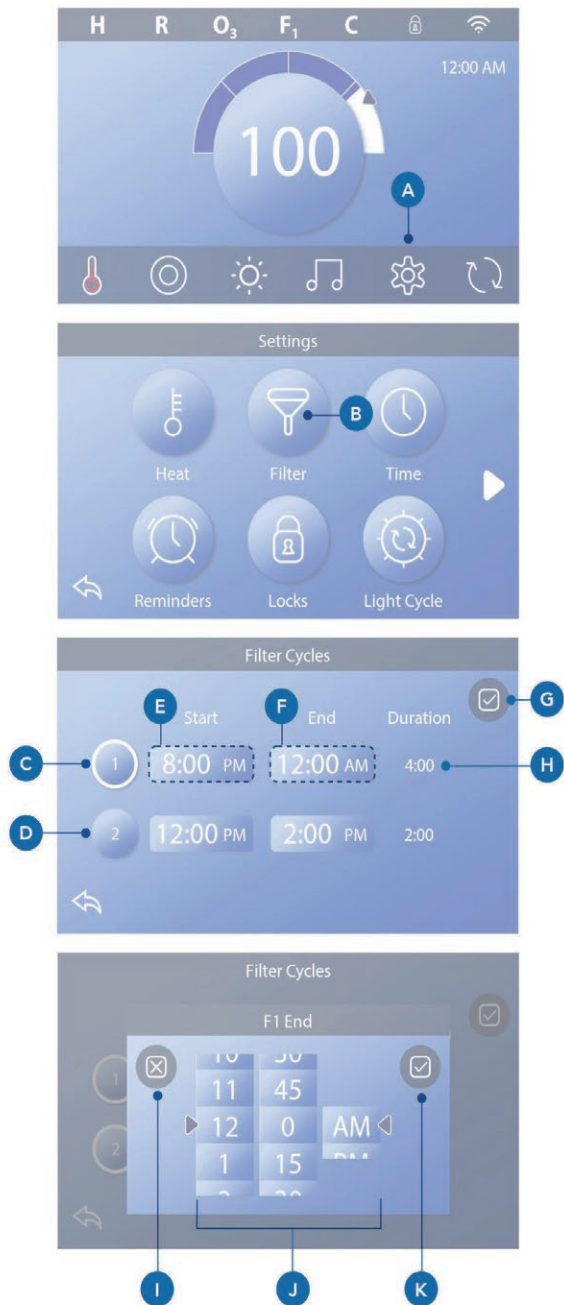 H R O₃ F₁ C
12:00 AM
100
A
Settings
B
Heat Filter Time
Reminders Locks Light Cycle
Filter Cycles
E F G
Start End Duration
C 1 8:00 PM 12:00 AM 4:00 H
D 2 12:00 PM 2:00 PM 2:00
Filter Cycles
F1 End
11 45
1 12 0 AM
2 1 15
I J K